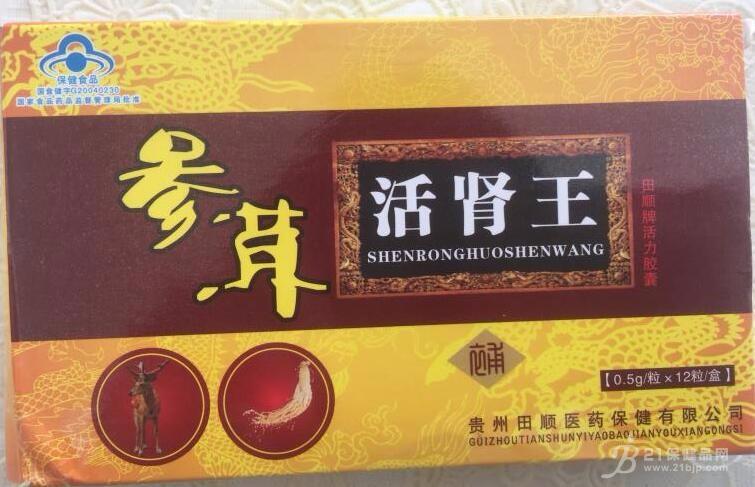 保健食品
国食健字G20040230
国家食品药品监督管理局批准
参茸
活肾王
SHENRONGHUOSHENWANG
田顺牌活力胶囊
【0.5g/粒×12粒/盒】
贵州田顺医药保健有限公司
GUIZHOUTIANSHUNYIYAOBAOJIANYOUXIANGONGSI
21保健品网
www.21bjp.com